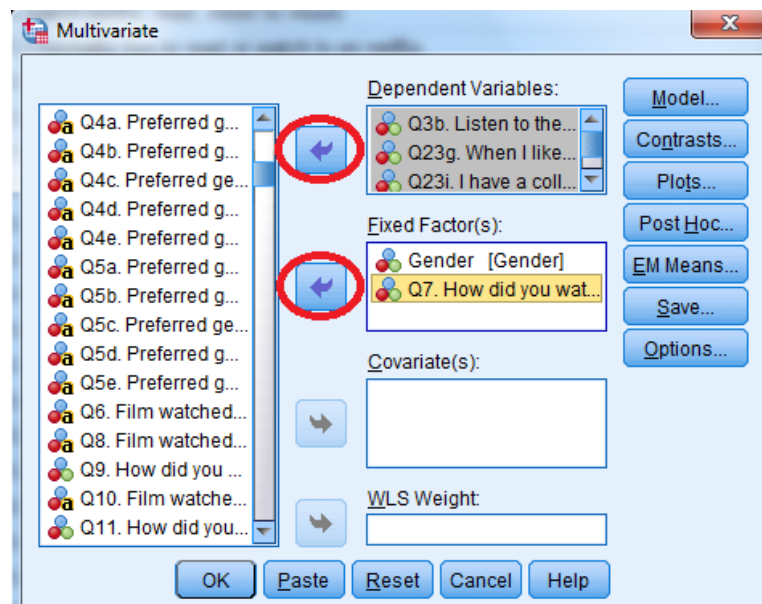 Multivariate
Dependent Variables:
Q4a. Preferred g...
Q4b. Preferred g...
Q4c. Preferred ge...
Q4d. Preferred g...
Q4e. Preferred g...
Q5a. Preferred g...
Q5b. Preferred g...
Q5c. Preferred ge...
Q5d. Preferred g...
Q5e. Preferred g...
Q6. Film watched...
Q8. Film watched...
Q9. How did you ...
Q10. Film watche...
Q11. How did you...
Q3b. Listen to the...
Q23g. When I like...
Q23i. I have a coll...
Fixed Factor(s):
Gender [Gender]
Q7. How did you wat...
Covariate(s):
WLS Weight:
Model...
Contrasts...
Plots...
Post Hoc...
EM Means...
Save...
Options...
OK
Paste
Reset
Cancel
Help